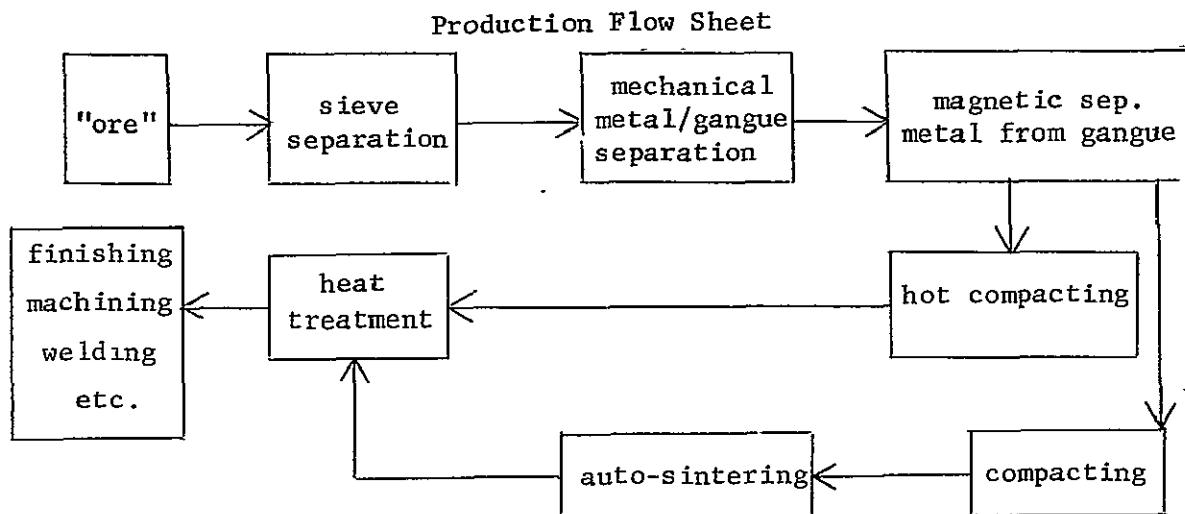 Production Flow Sheet
"ore"
sieve
separation
mechanical
metal/gangue
separation
magnetic sep.
metal from gangue
finishing
machining
welding
etc.
heat
treatment
hot compacting
auto-sintering
compacting